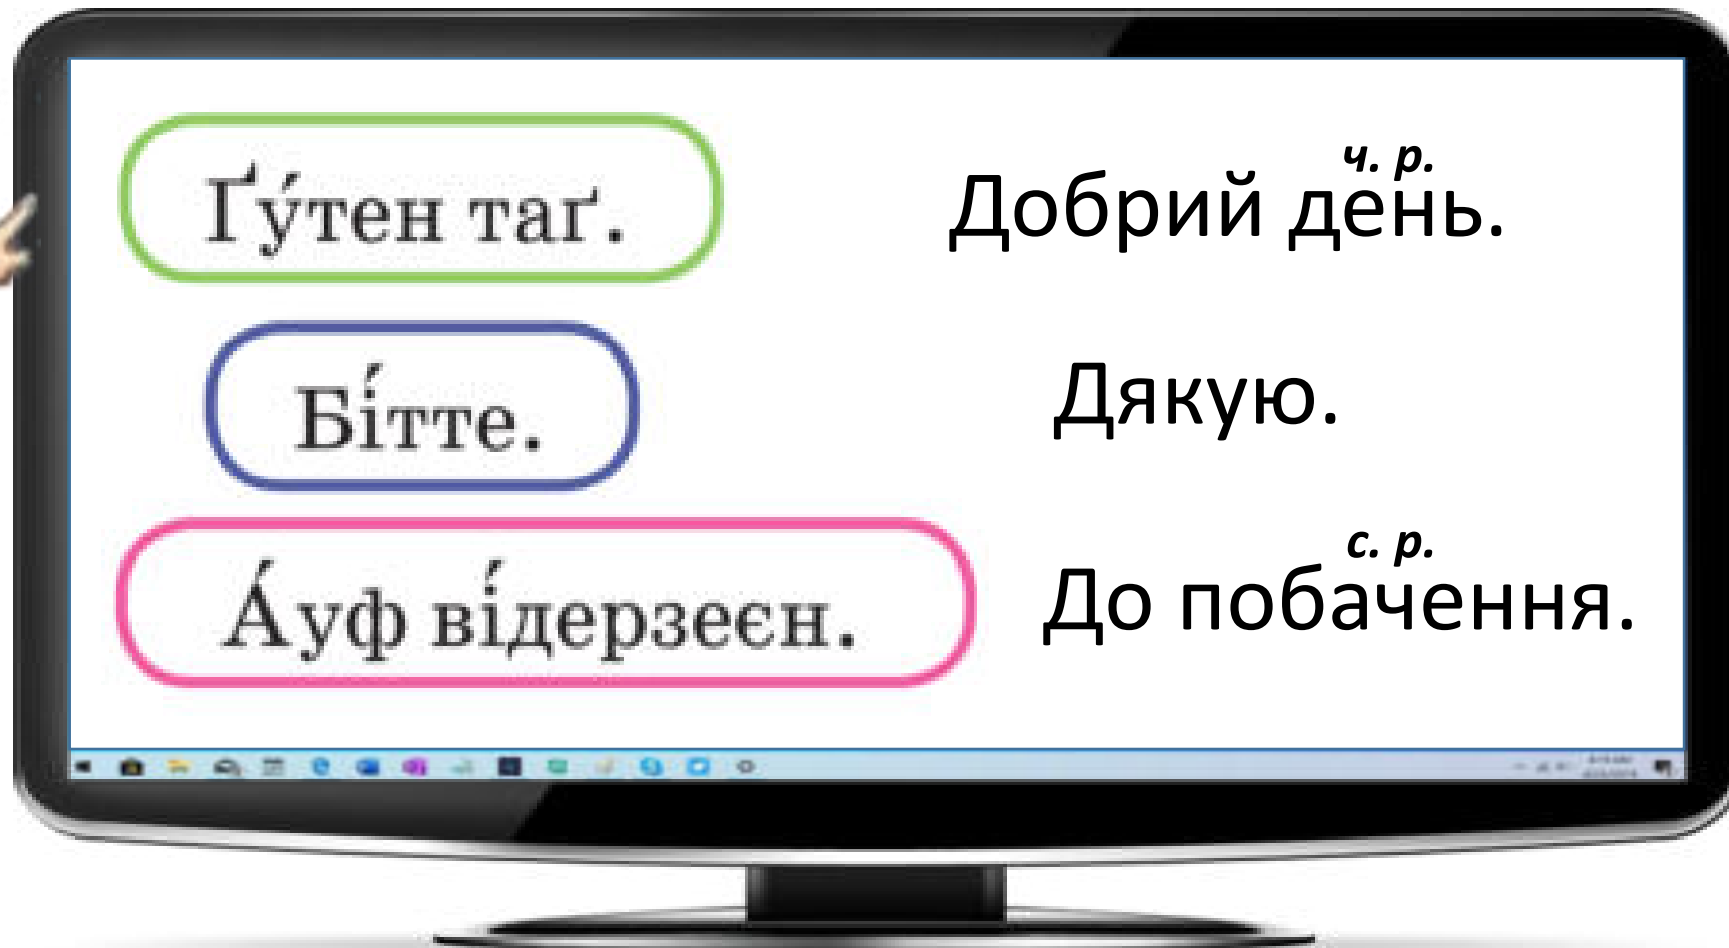 Ґу́тен таґ.
ч. р.
Добрий день.
Бі́тте.
Дякую.
А́уф ві́дерзеєн.
с. р.
До побачення.